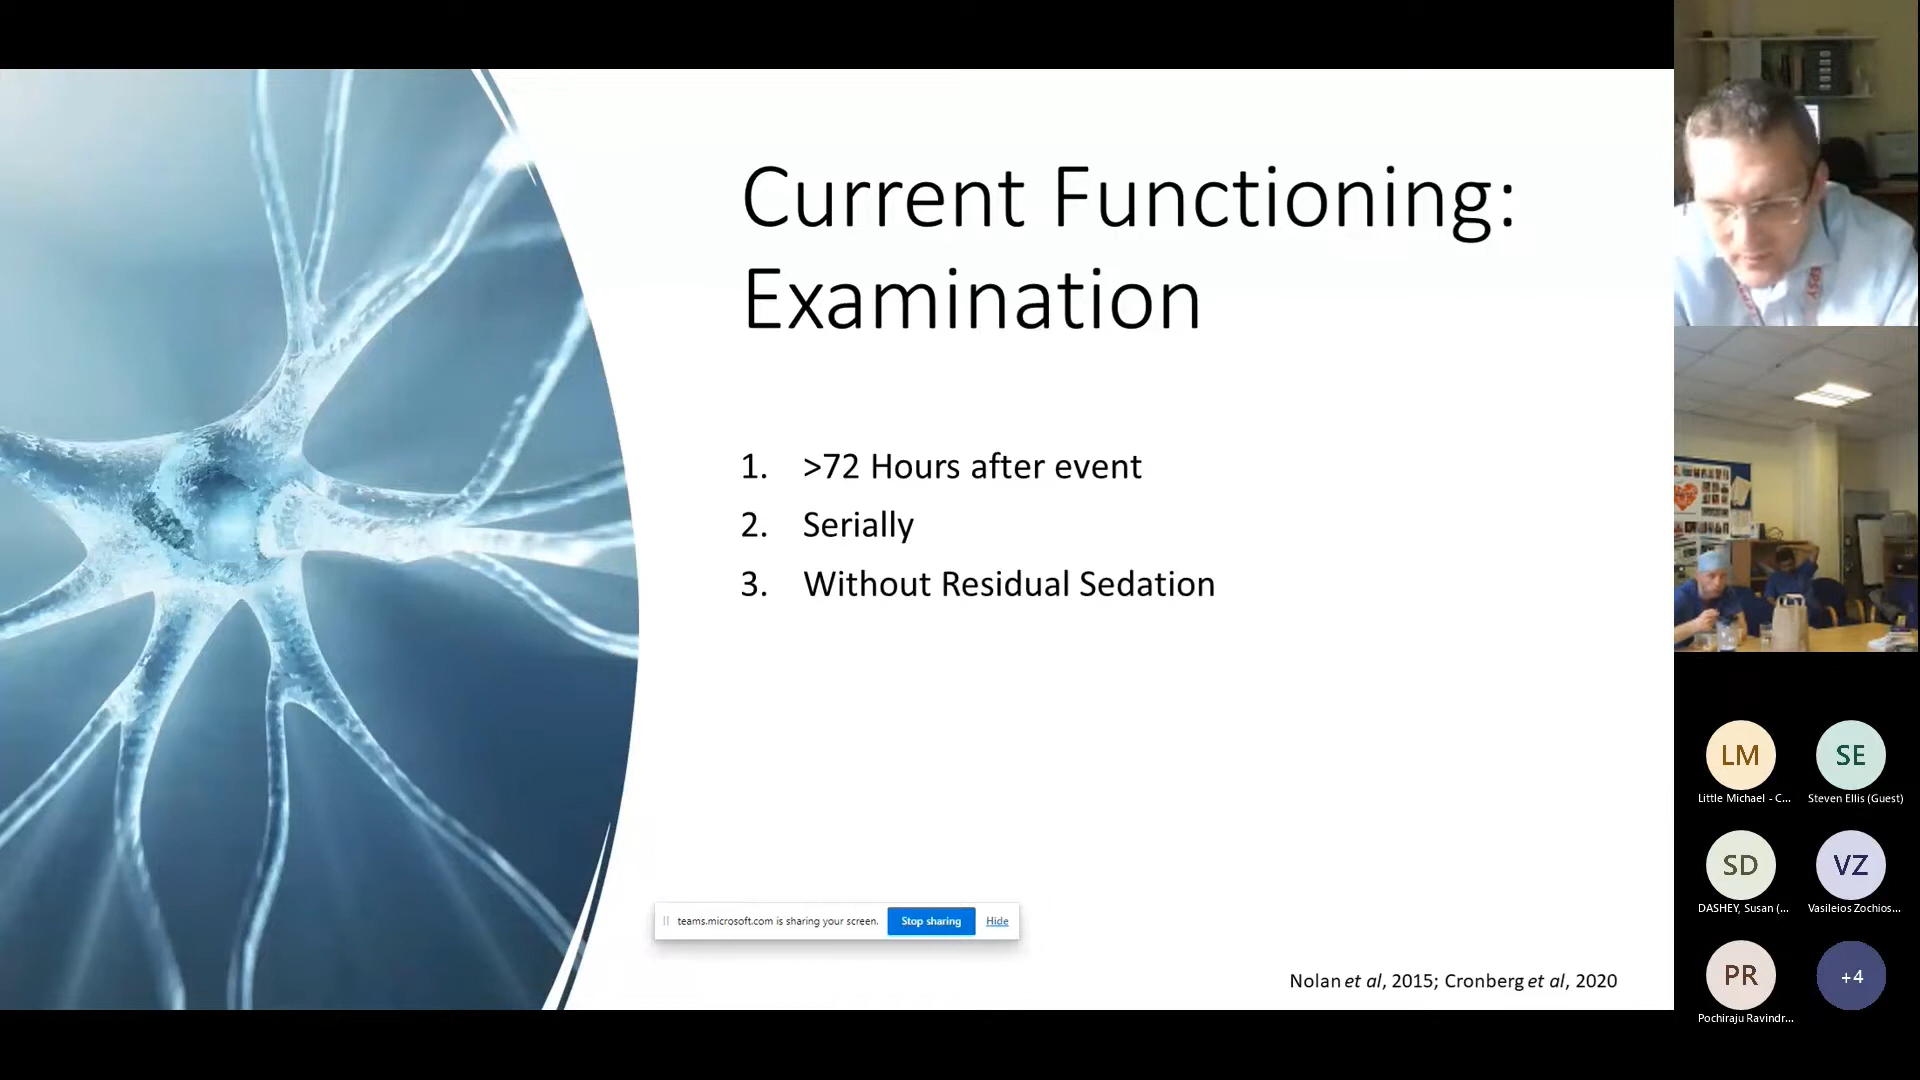 Current Functioning:
Examination
1. >72 Hours after event
2. Serially
3. Without Residual Sedation
teams.microsoft.com is sharing your screen. Stop sharing Hide
Nolan et al, 2015; Cronberg et al, 2020
LM SE
Little Michael - C... Steven Ellis (Guest)
SD VZ
DASHEY, Susan (... Vasileios Zochios...
PR +4
Pochiraju Ravindr...